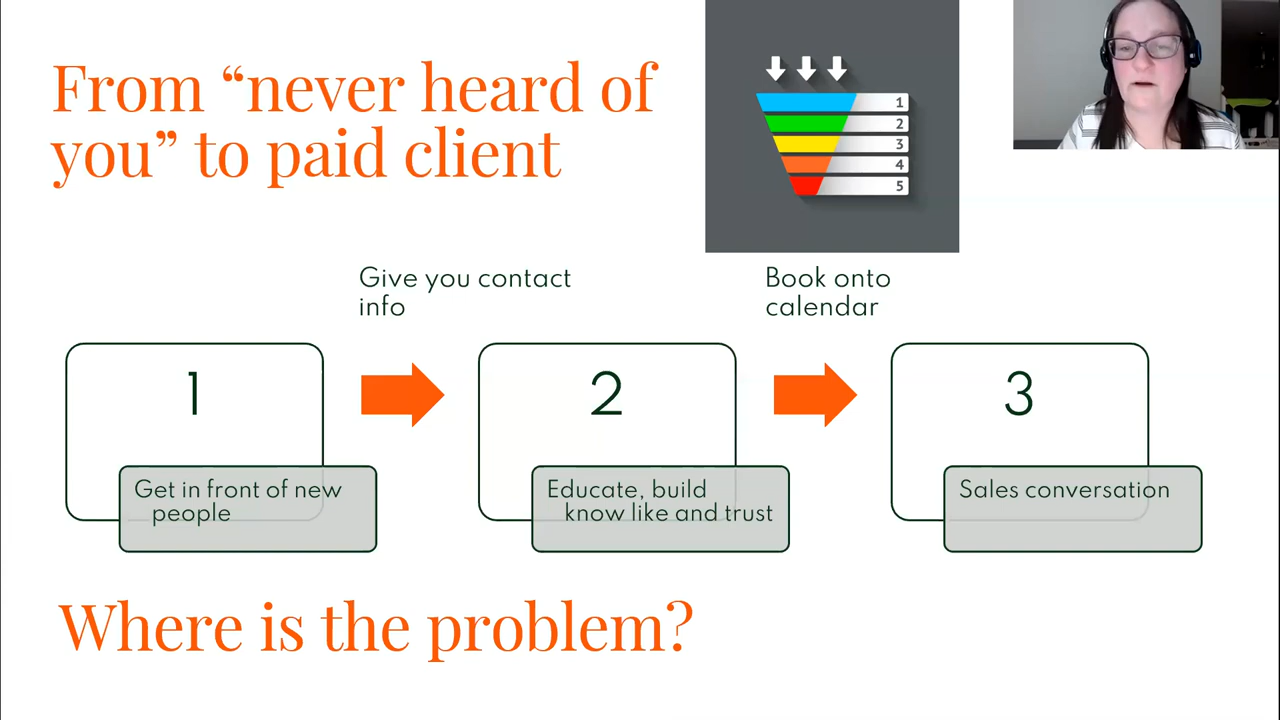 From “never heard of
you” to paid client
1
2
3
4
5
Give you contact
info
Book onto
calendar
1
Get in front of new
people
2
Educate, build
know like and trust
3
Sales conversation
Where is the problem?